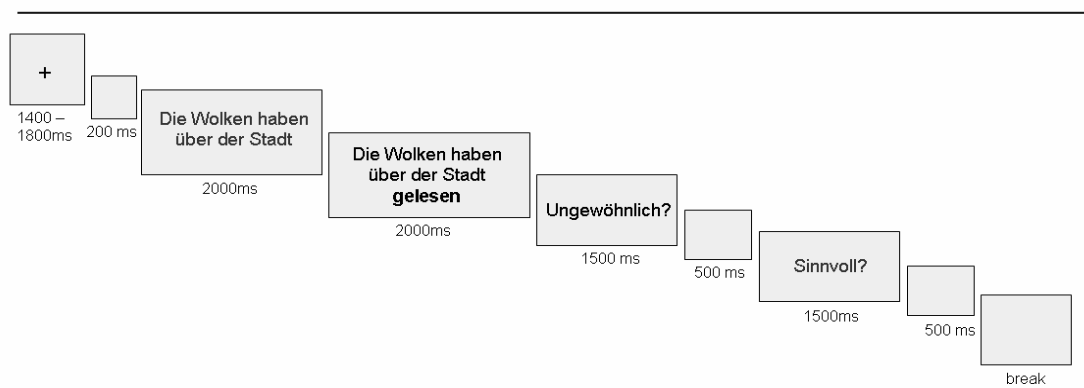 +
1400 –
1800ms
200 ms
Die Wolken haben
über der Stadt
2000ms
Die Wolken haben
über der Stadt
gelesen
2000ms
Ungewöhnlich?
1500 ms
500 ms
Sinnvoll?
1500ms
500 ms
break